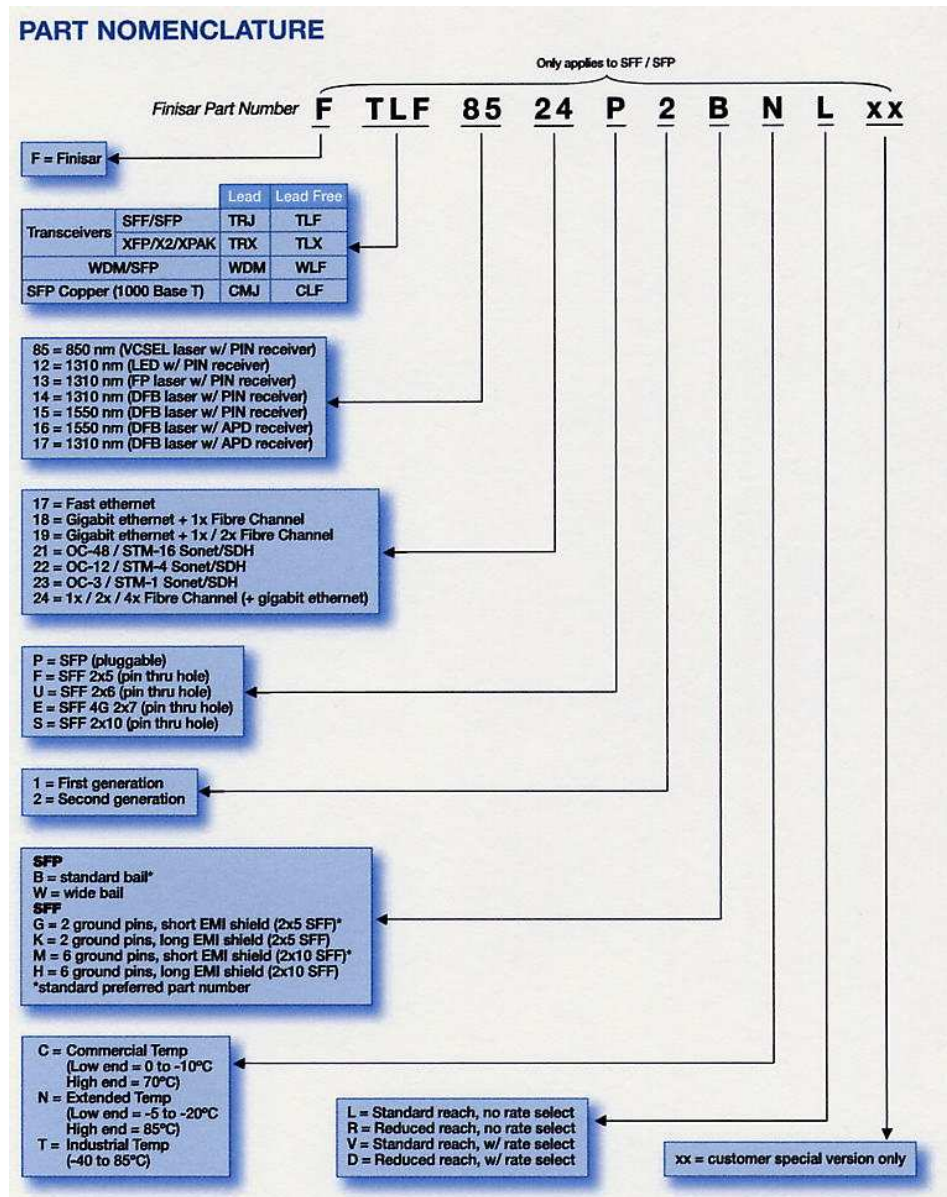 PART NOMENCLATURE
Only applies to SFF / SFP
Finisar Part Number F TLF 85 24 P 2 B N L xx
F = Finisar
Lead Lead Free
Transceivers SFF/SFP TRJ TLF
XFP/X2/XPAK TRX TLX
WDM/SFP WDM WLF
SFP Copper (1000 Base T) CMJ CLF
85 = 850 nm (VCSEL laser w/ PIN receiver)
12 = 1310 nm (LED w/ PIN receiver)
13 = 1310 nm (FP laser w/ PIN receiver)
14 = 1310 nm (DFB laser w/ PIN receiver)
15 = 1550 nm (DFB laser w/ PIN receiver)
16 = 1550 nm (DFB laser w/ APD receiver)
17 = 1310 nm (DFB laser w/ APD receiver)
17 = Fast ethernet
18 = Gigabit ethernet + 1x Fibre Channel
19 = Gigabit ethernet + 1x / 2x Fibre Channel
21 = OC-48 / STM-16 Sonet/SDH
22 = OC-12 / STM-4 Sonet/SDH
23 = OC-3 / STM-1 Sonet/SDH
24 = 1x / 2x / 4x Fibre Channel (+ gigabit ethernet)
P = SFP (pluggable)
F = SFF 2x5 (pin thru hole)
U = SFF 2x6 (pin thru hole)
E = SFF 4G 2x7 (pin thru hole)
S = SFF 2x10 (pin thru hole)
1 = First generation
2 = Second generation
SFP
B = standard bail*
W = wide bail
SFF
G = 2 ground pins, short EMI shield (2x5 SFF)*
K = 2 ground pins, long EMI shield (2x5 SFF)
M = 6 ground pins, short EMI shield (2x10 SFF)*
H = 6 ground pins, long EMI shield (2x10 SFF)
*standard preferred part number
C = Commercial Temp
(Low end = 0 to -10ºC
High end = 70ºC)
N = Extended Temp
(Low end = -5 to -20ºC
High end = 85ºC)
T = Industrial Temp
(-40 to 85ºC)
L = Standard reach, no rate select
R = Reduced reach, no rate select
V = Standard reach, w/ rate select
D = Reduced reach, w/ rate select
xx = customer special version only